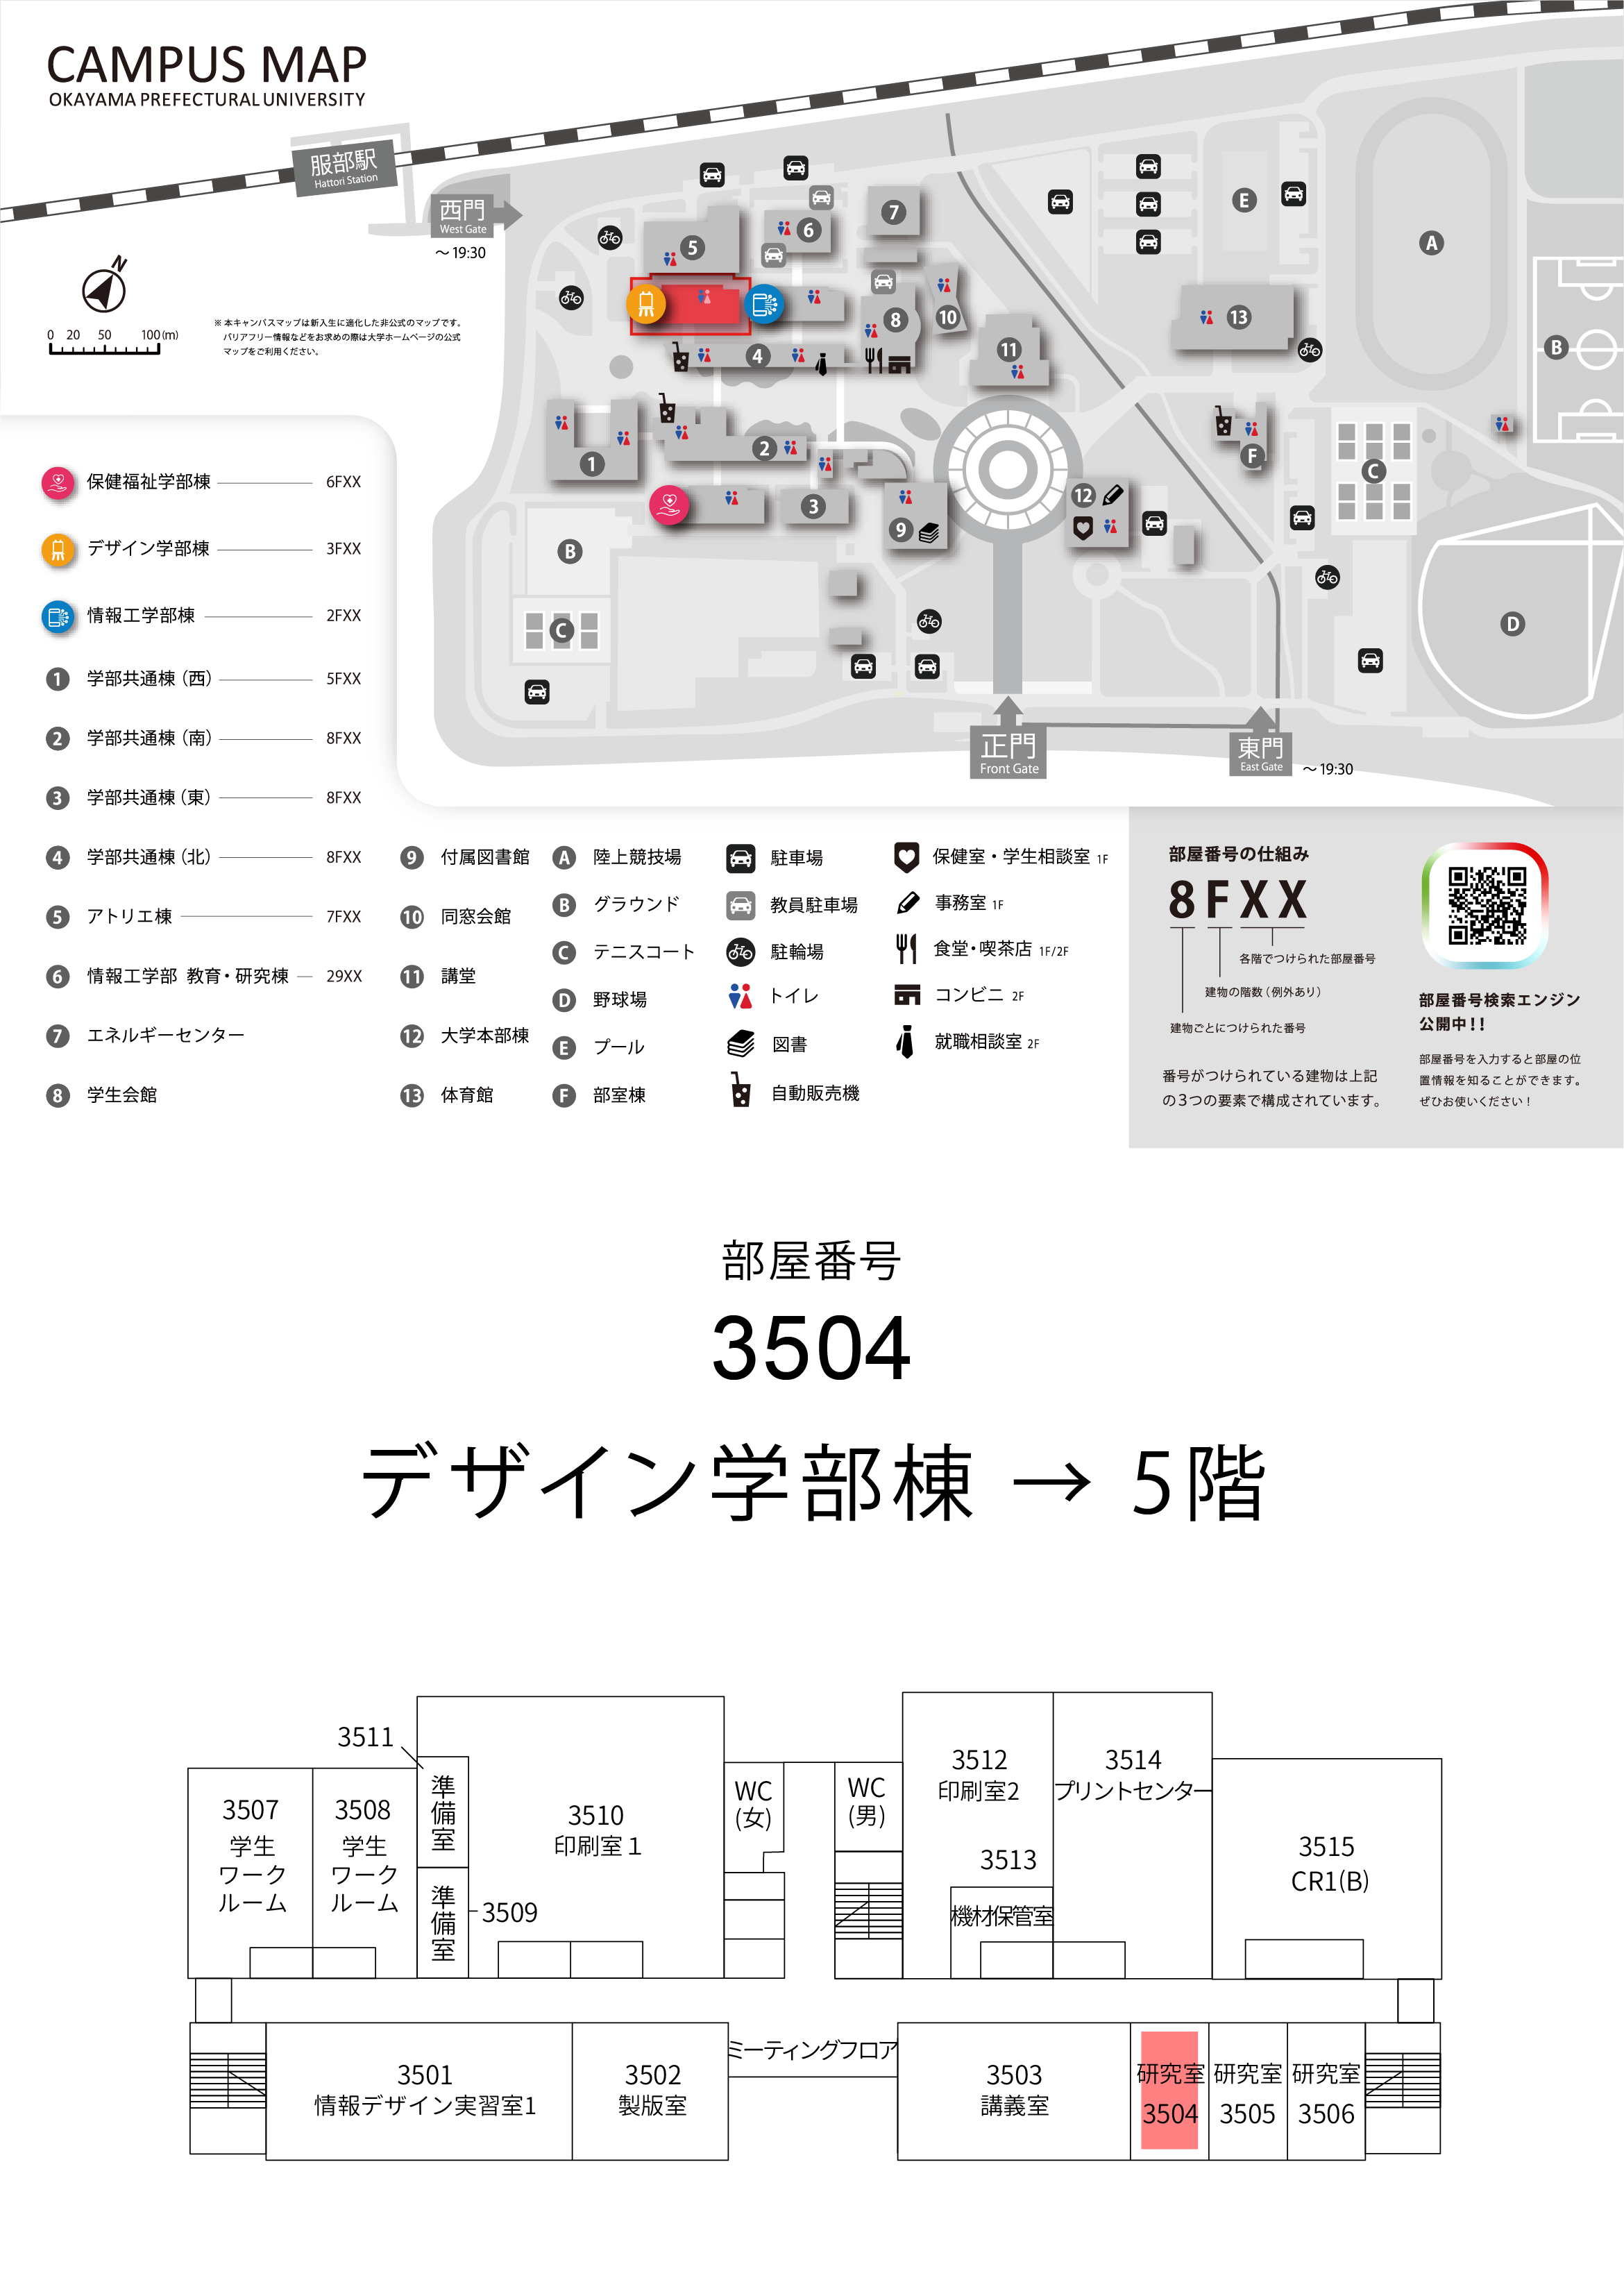 CAMPUS MAP
OKAYAMA PREFECTURAL UNIVERSITY
服部駅
Hattori Station
西門
West Gate
～19:30
N
0 20 50 100(m)
※ 本キャンパスマップは新入生に適化した非公式のマップです。
バリアフリー情報などをお求めの際は大学ホームページの公式
マップをご利用ください。
7
6
5
E
A
8
10
13
11
4
B
2
1
F
C
12
3
9
B
C
D
正門
Front Gate
東門
East Gate
～19:30
保健福祉学部棟 6FXX
デザイン学部棟 3FXX
情報工学部棟 2FXX
1 学部共通棟（西） 5FXX
2 学部共通棟（南） 8FXX
3 学部共通棟（東） 8FXX
4 学部共通棟（北） 8FXX
5 アトリエ棟 7FXX
6 情報工学部 教育・研究棟 29XX
7 エネルギーセンター
8 学生会館
9 付属図書館
10 同窓会館
11 講堂
12 大学本部棟
13 体育館
A 陸上競技場
B グラウンド
C テニスコート
D 野球場
E プール
F 部室棟
駐車場
教員駐車場
駐輪場
トイレ
図書
自動販売機
保健室・学生相談室 1F
事務室 1F
食堂・喫茶店 1F/2F
コンビニ 2F
就職相談室 2F
部屋番号の仕組み
8FXX
各階でつけられた部屋番号
建物の階数（例外あり）
建物ごとにつけられた番号
番号がつけられている建物は上記
の3つの要素で構成されています。
部屋番号検索エンジン
公開中！！
部屋番号を入力すると部屋の位
置情報を知ることができます。
ぜひお使いください！
部屋番号
3504
デザイン学部棟 → 5階
3511
3507
学生
ワーク
ルーム
3508
学生
ワーク
ルーム
準備室
準備室
3509
3510
印刷室1
WC
(女)
WC
(男)
3512
印刷室2
3513
機材保管室
3514
プリントセンター
3515
CR1(B)
3501
情報デザイン実習室1
3502
製版室
ミーティングフロア
3503
講義室
研究室
3504
研究室
3505
研究室
3506